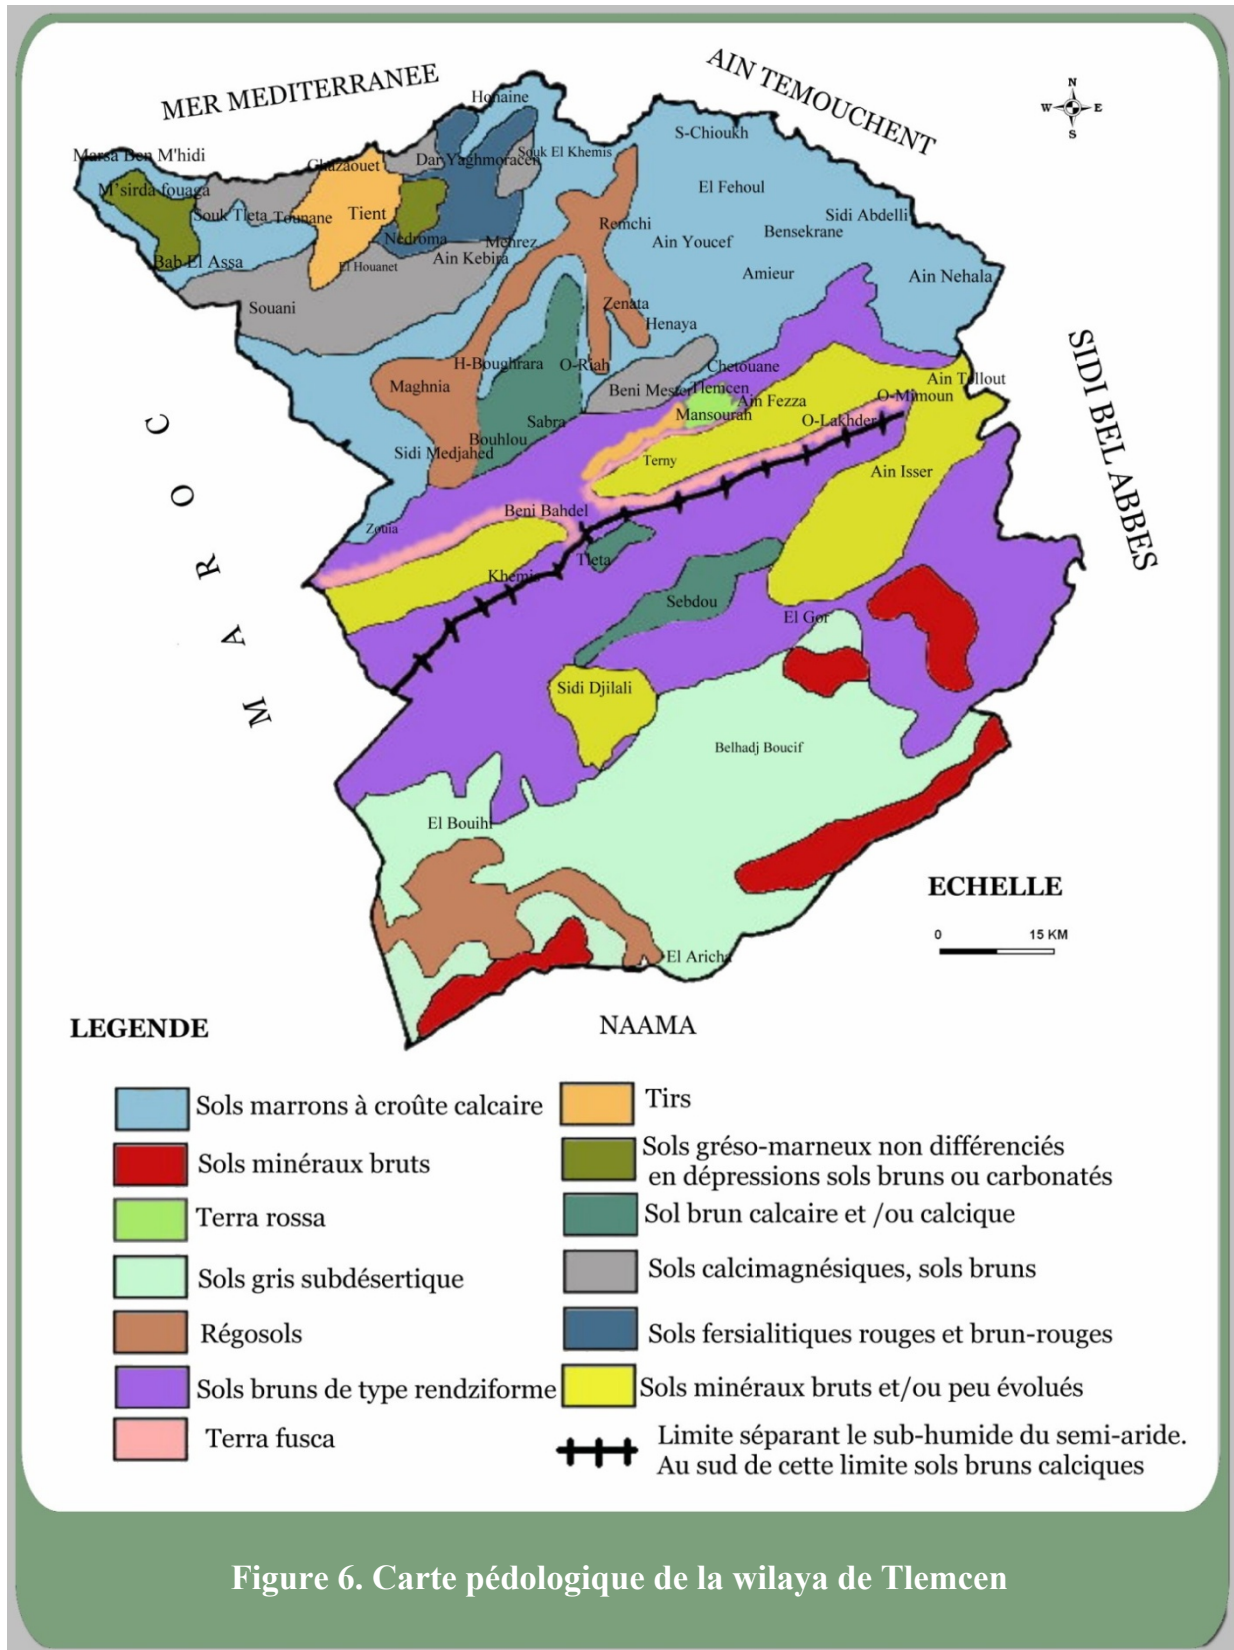 MER MEDITERRANEE
AIN TEMOUCHENT
N
W E
S
Honaine
S-Chioukh
Marsa Ben M'hidi
Ghazaouet
Dar Yaghmoracen
Souk El Khemis
M'sirda fouaga
El Fehoul
Souk Tleta
Tounane
Tient
Remchi
Sidi Abdelli
Nedroma
Mehrez
Ain Youcef
Bensekrane
Bab El Assa
El Houanet
Ain Kebira
Amieur
Ain Nehala
Souani
Zenata
Henaya
H-Boughrara
O-Riah
Chetouane
Maghnia
Beni Mester
Tlemcen
Ain Fezza
Ain Tellout
O-Mimoun
Mansourah
O-Lakhder
Sabra
Bouhlou
Sidi Medjahed
Terny
Ain Isser
Beni Bahdel
Zouia
Tleta
Khemis
Sebdou
El Gor
Sidi Djilali
Belhadj Boucif
El Bouihi
El Aricha
MAROC
SIDI BEL ABBES
NAAMA
ECHELLE
0 15 KM
LEGENDE
Sols marrons à croûte calcaire
Sols minéraux bruts
Terra rossa
Sols gris subdésertique
Régosols
Sols bruns de type rendziforme
Terra fusca
Tirs
Sols gréso-marneux non différenciés
en dépressions sols bruns ou carbonatés
Sol brun calcaire et /ou calcique
Sols calcimagnésiques, sols bruns
Sols fersialitiques rouges et brun-rouges
Sols minéraux bruts et/ou peu évolués
Limite séparant le sub-humide du semi-aride.
Au sud de cette limite sols bruns calciques
Figure 6. Carte pédologique de la wilaya de Tlemcen